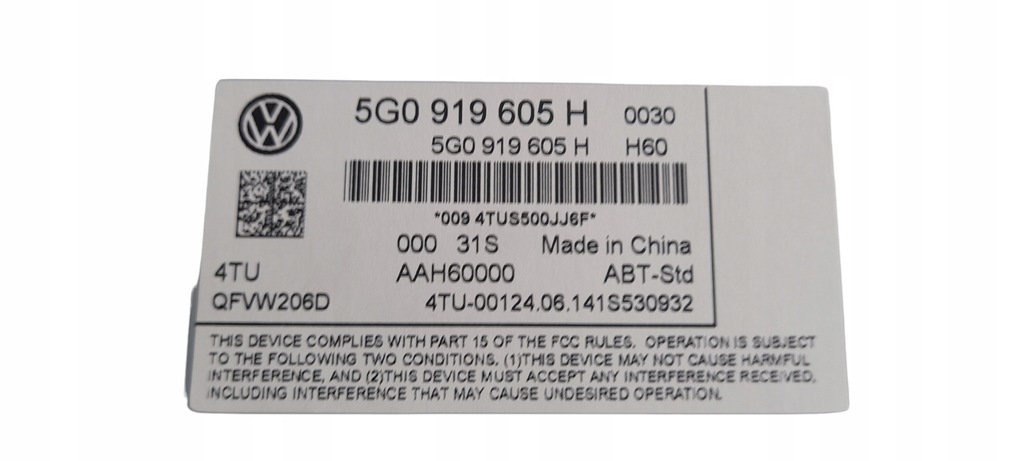 5G0 919 605 H 0030
5G0 919 605 H H60
*009 4TUS500JJ6F*
000 31S Made in China
4TU AAH60000 ABT-Std
QFVW206D 4TU-00124.06.141S530932
THIS DEVICE COMPLIES WITH PART 15 OF THE FCC RULES. OPERATION IS SUBJECT
TO THE FOLLOWING TWO CONDITIONS. (1)THIS DEVICE MAY NOT CAUSE HARMFUL
INTERFERENCE, AND (2)THIS DEVICE MUST ACCEPT ANY INTERFERENCE RECEIVED,
INCLUDING INTERFERENCE THAT MAY CAUSE UNDESIRED OPERATION.